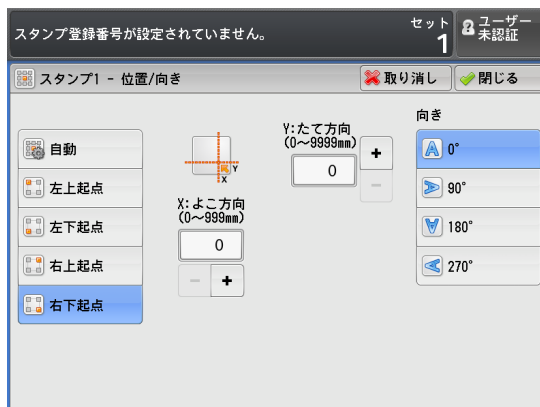 スタンプ登録番号が設定されていません。
セット
1
ユーザー
未認証
スタンプ1 - 位置/向き
取り消し
閉じる
自動
左上起点
左下起点
右上起点
右下起点
Y
X
X:よこ方向
(0～999mm)
0
- +
Y:たて方向
(0～9999mm)
0
+
-
向き
A 0°
A 90°
A 180°
A 270°